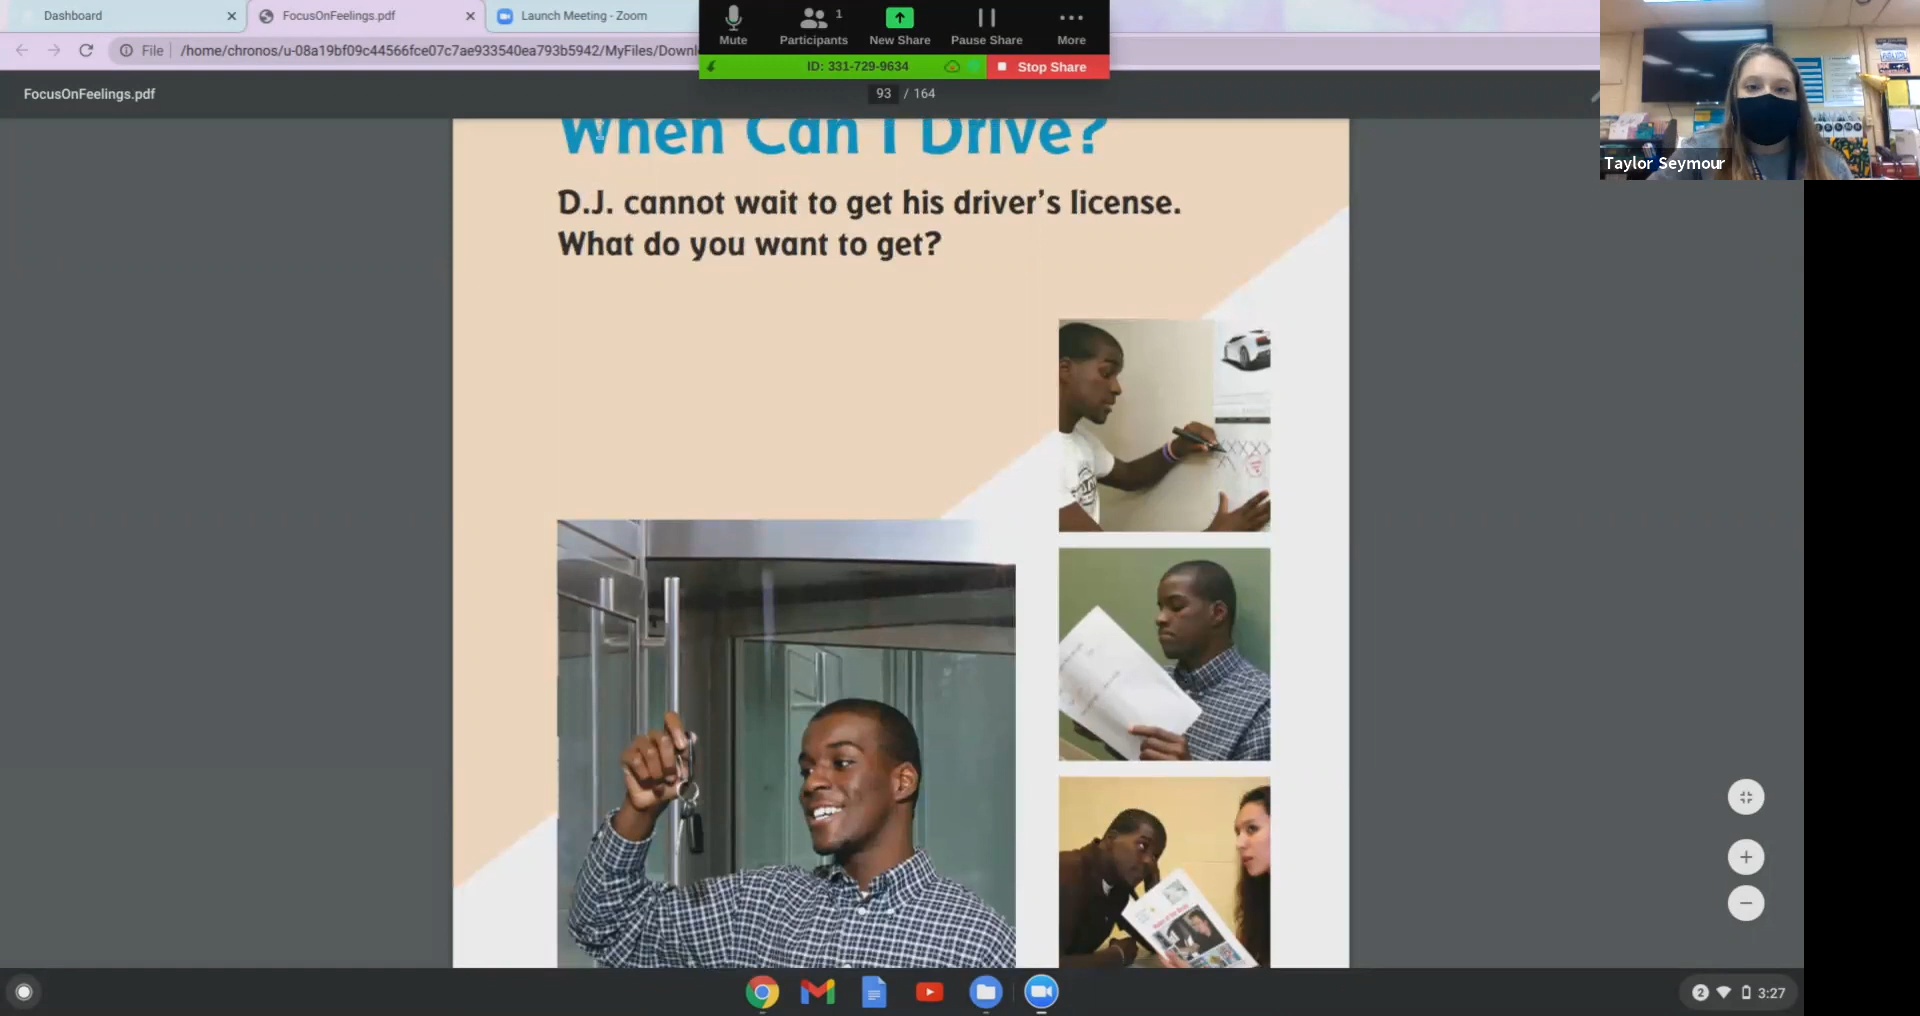 Dashboard
FocusOnFeelings.pdf
Launch Meeting - Zoom
File
/home/chronos/u-08a19bf09c44566fce07c7ae933540ea793b5942/MyFiles/Downl
Mute
Participants
1
New Share
Pause Share
More
ID: 331-729-9634
Stop Share
FocusOnFeelings.pdf
93 / 164
Taylor Seymour
When Can I Drive?
D.J. cannot wait to get his driver's license.
What do you want to get?
2
3:27